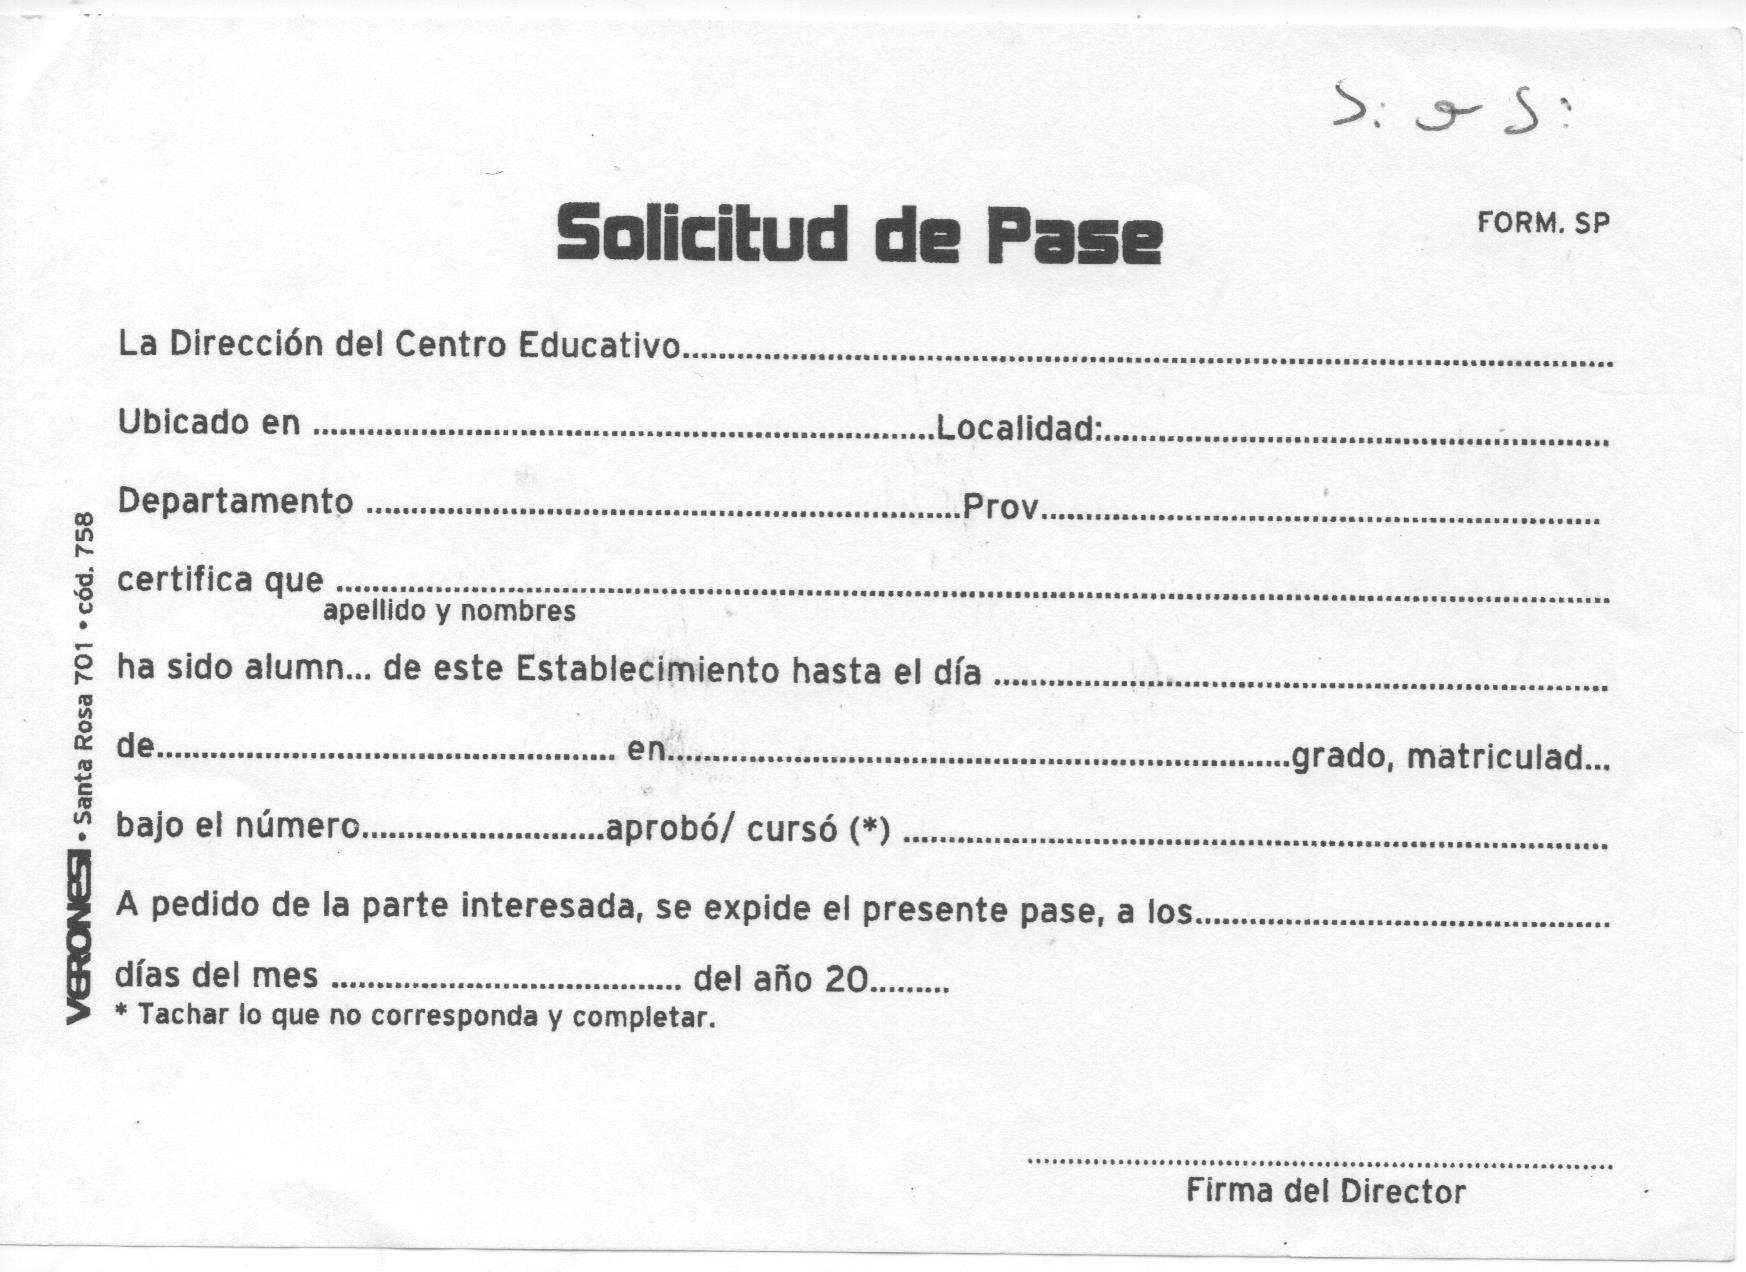 FORM. SP
Solicitud de Pase
La Dirección del Centro Educativo................................................................
Ubicado en ................................................................Localidad:................................................................
Departamento ................................................................Prov................................................................
certifica que ................................................................
apellido y nombres
ha sido alumn... de este Establecimiento hasta el día ................................................................
de................................................ en................................................................grado, matriculad...
bajo el número...........................aprobó/ cursó (*) ................................................................
A pedido de la parte interesada, se expide el presente pase, a los................................................
días del mes ....................................... del año 20.........
* Tachar lo que no corresponda y completar.
Firma del Director
VERONESI • Santa Rosa 701 • cód. 758